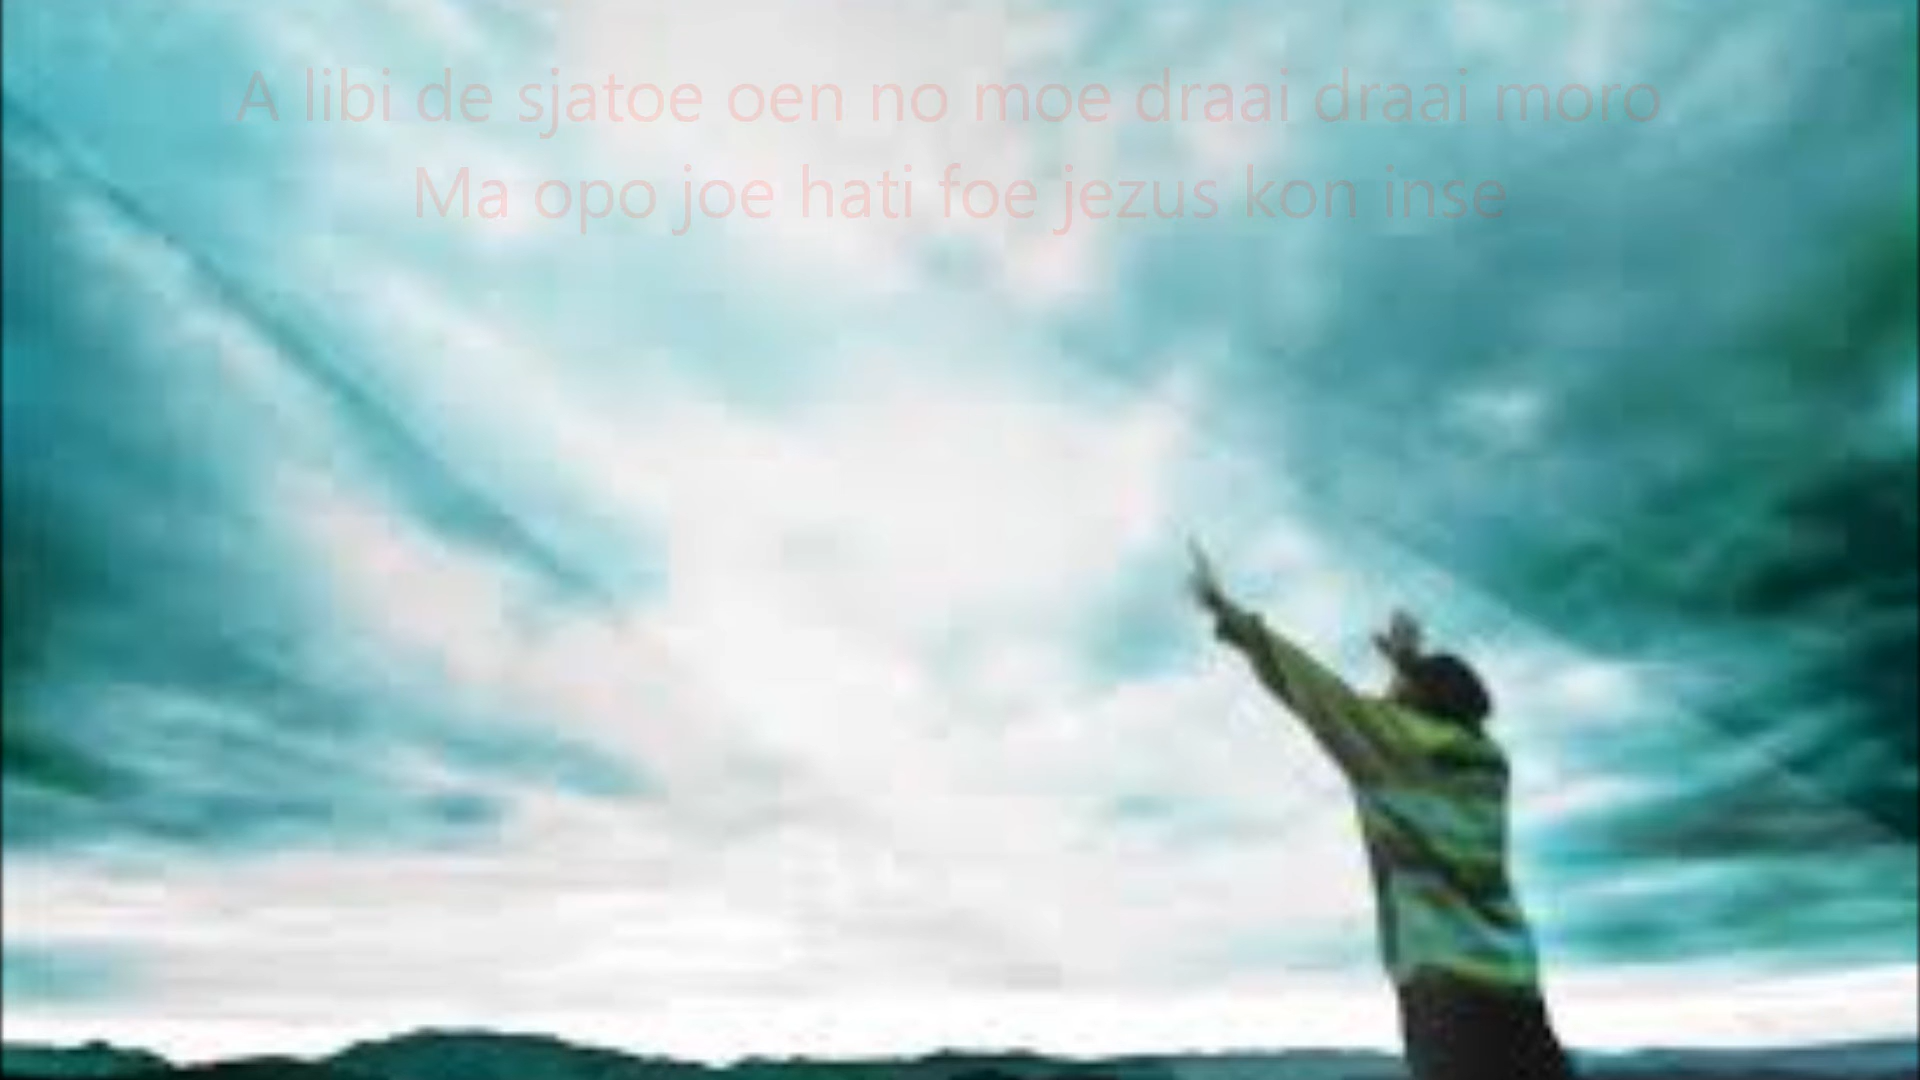 A libi de sjatoe oen no moe draai draai moro
Ma opo joe hati foe jezus kon inse